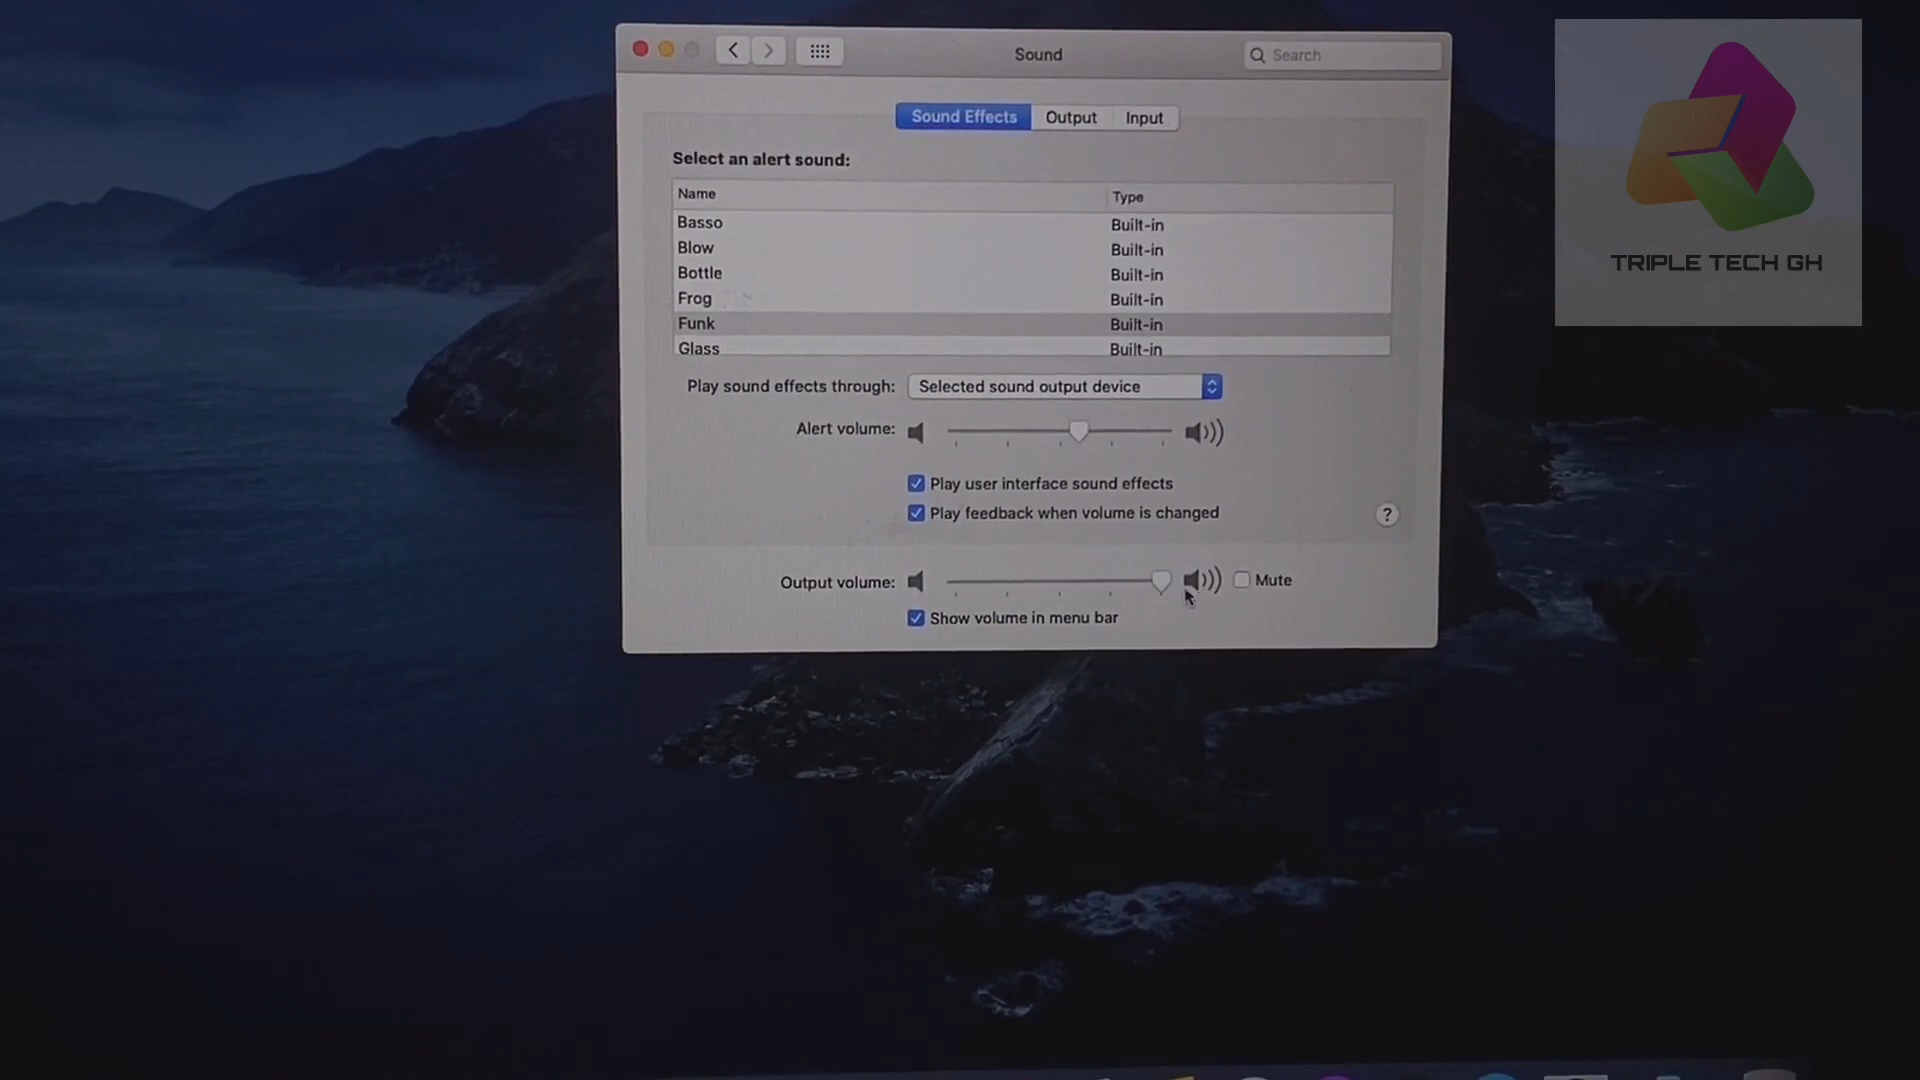 Sound
Search
Sound Effects Output Input
Select an alert sound:
Name Type
Basso Built-in
Blow Built-in
Bottle Built-in
Frog Built-in
Funk Built-in
Glass Built-in
Play sound effects through: Selected sound output device
Alert volume:
Play user interface sound effects
Play feedback when volume is changed
?
Output volume: Mute
Show volume in menu bar
TRIPLE TECH GH